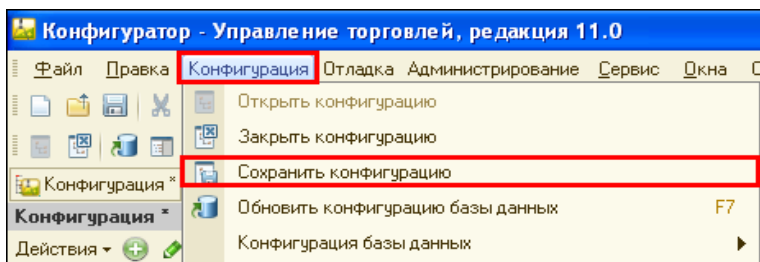 Конфигуратор - Управление торговлей, редакция 11.0
Файл Правка Конфигурация Отладка Администрирование Сервис Окна
Открыть конфигурацию
Закрыть конфигурацию
Сохранить конфигурацию
Конфигурация *
Обновить конфигурацию базы данных F7
Конфигурация *
Действия
Конфигурация базы данных